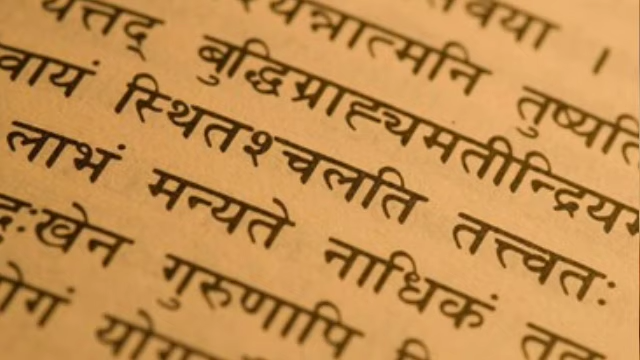 सेवया ।
यन्नात्मनि तुष्यति
यत्तद् बुद्धिग्राह्यमतीन्द्रियम
वायं स्थितश्चलति तत्त्वतः
लाभं मन्यते नाधिकं
दुःखेन गुरुणापि
योगं